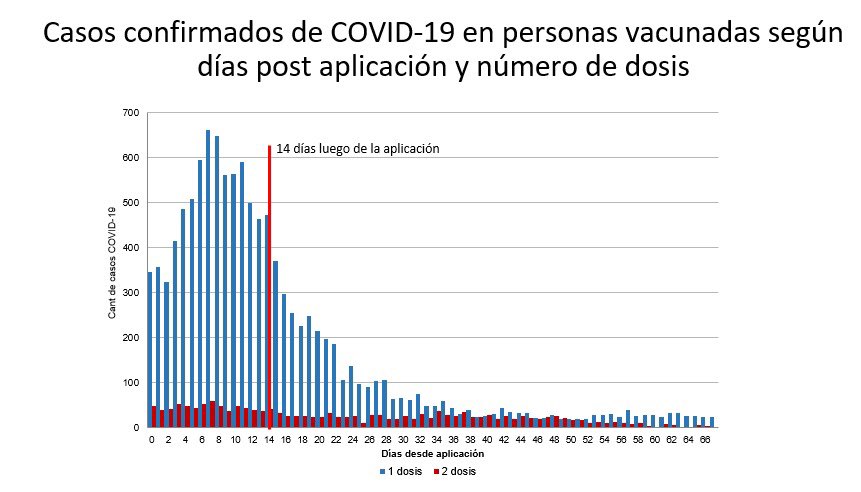 Casos confirmados de COVID-19 en personas vacunadas según
días post aplicación y número de dosis
700
14 días luego de la aplicación
600
500
400
300
200
100
0
Cant de casos COVID-19
0 2 4 6 8 10 12 14 16 18 20 22 24 26 28 30 32 34 36 38 40 42 44 46 48 50 52 54 56 58 60 62 64 66
Días desde aplicación
1 dosis 2 dosis